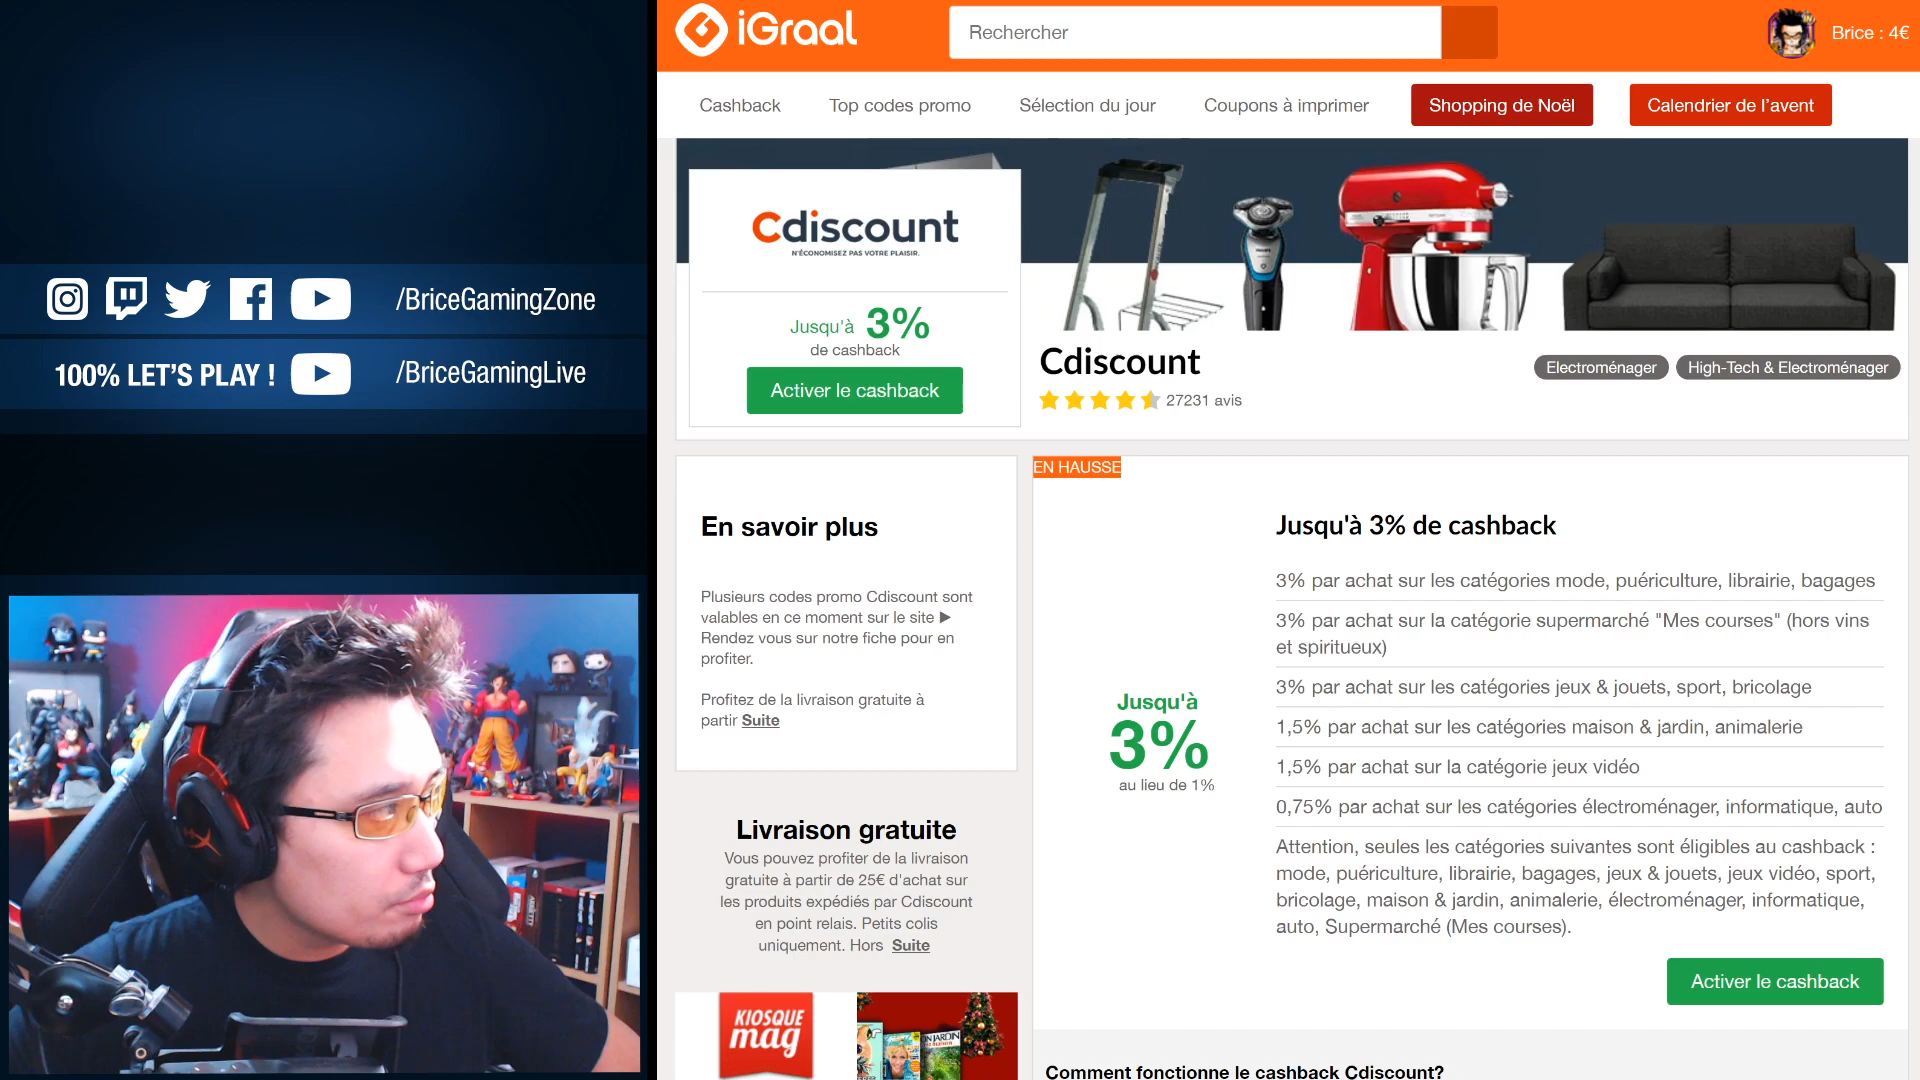 /BriceGamingZone
100% LET'S PLAY !
/BriceGamingLive
iGraal
Rechercher
Brice : 4€
Cashback
Top codes promo
Sélection du jour
Coupons à imprimer
Shopping de Noël
Calendrier de l'avent
Cdiscount
N'ÉCONOMISEZ PAS VOTRE PLAISIR.
Jusqu'à 3%
de cashback
Activer le cashback
Cdiscount
27231 avis
Electroménager
High-Tech & Electroménager
En savoir plus
Plusieurs codes promo Cdiscount sont
valables en ce moment sur le site ▶
Rendez vous sur notre fiche pour en
profiter.
Profitez de la livraison gratuite à
partir Suite
Livraison gratuite
Vous pouvez profiter de la livraison
gratuite à partir de 25€ d'achat sur
les produits expédiés par Cdiscount
en point relais. Petits colis
uniquement. Hors Suite
KIOSQUE
mag
EN HAUSSE
Jusqu'à
3%
au lieu de 1%
Jusqu'à 3% de cashback
3% par achat sur les catégories mode, puériculture, librairie, bagages
3% par achat sur la catégorie supermarché "Mes courses" (hors vins
et spiritueux)
3% par achat sur les catégories jeux & jouets, sport, bricolage
1,5% par achat sur les catégories maison & jardin, animalerie
1,5% par achat sur la catégorie jeux vidéo
0,75% par achat sur les catégories électroménager, informatique, auto
Attention, seules les catégories suivantes sont éligibles au cashback :
mode, puériculture, librairie, bagages, jeux & jouets, jeux vidéo, sport,
bricolage, maison & jardin, animalerie, électroménager, informatique,
auto, Supermarché (Mes courses).
Activer le cashback
Comment fonctionne le cashback Cdiscount?